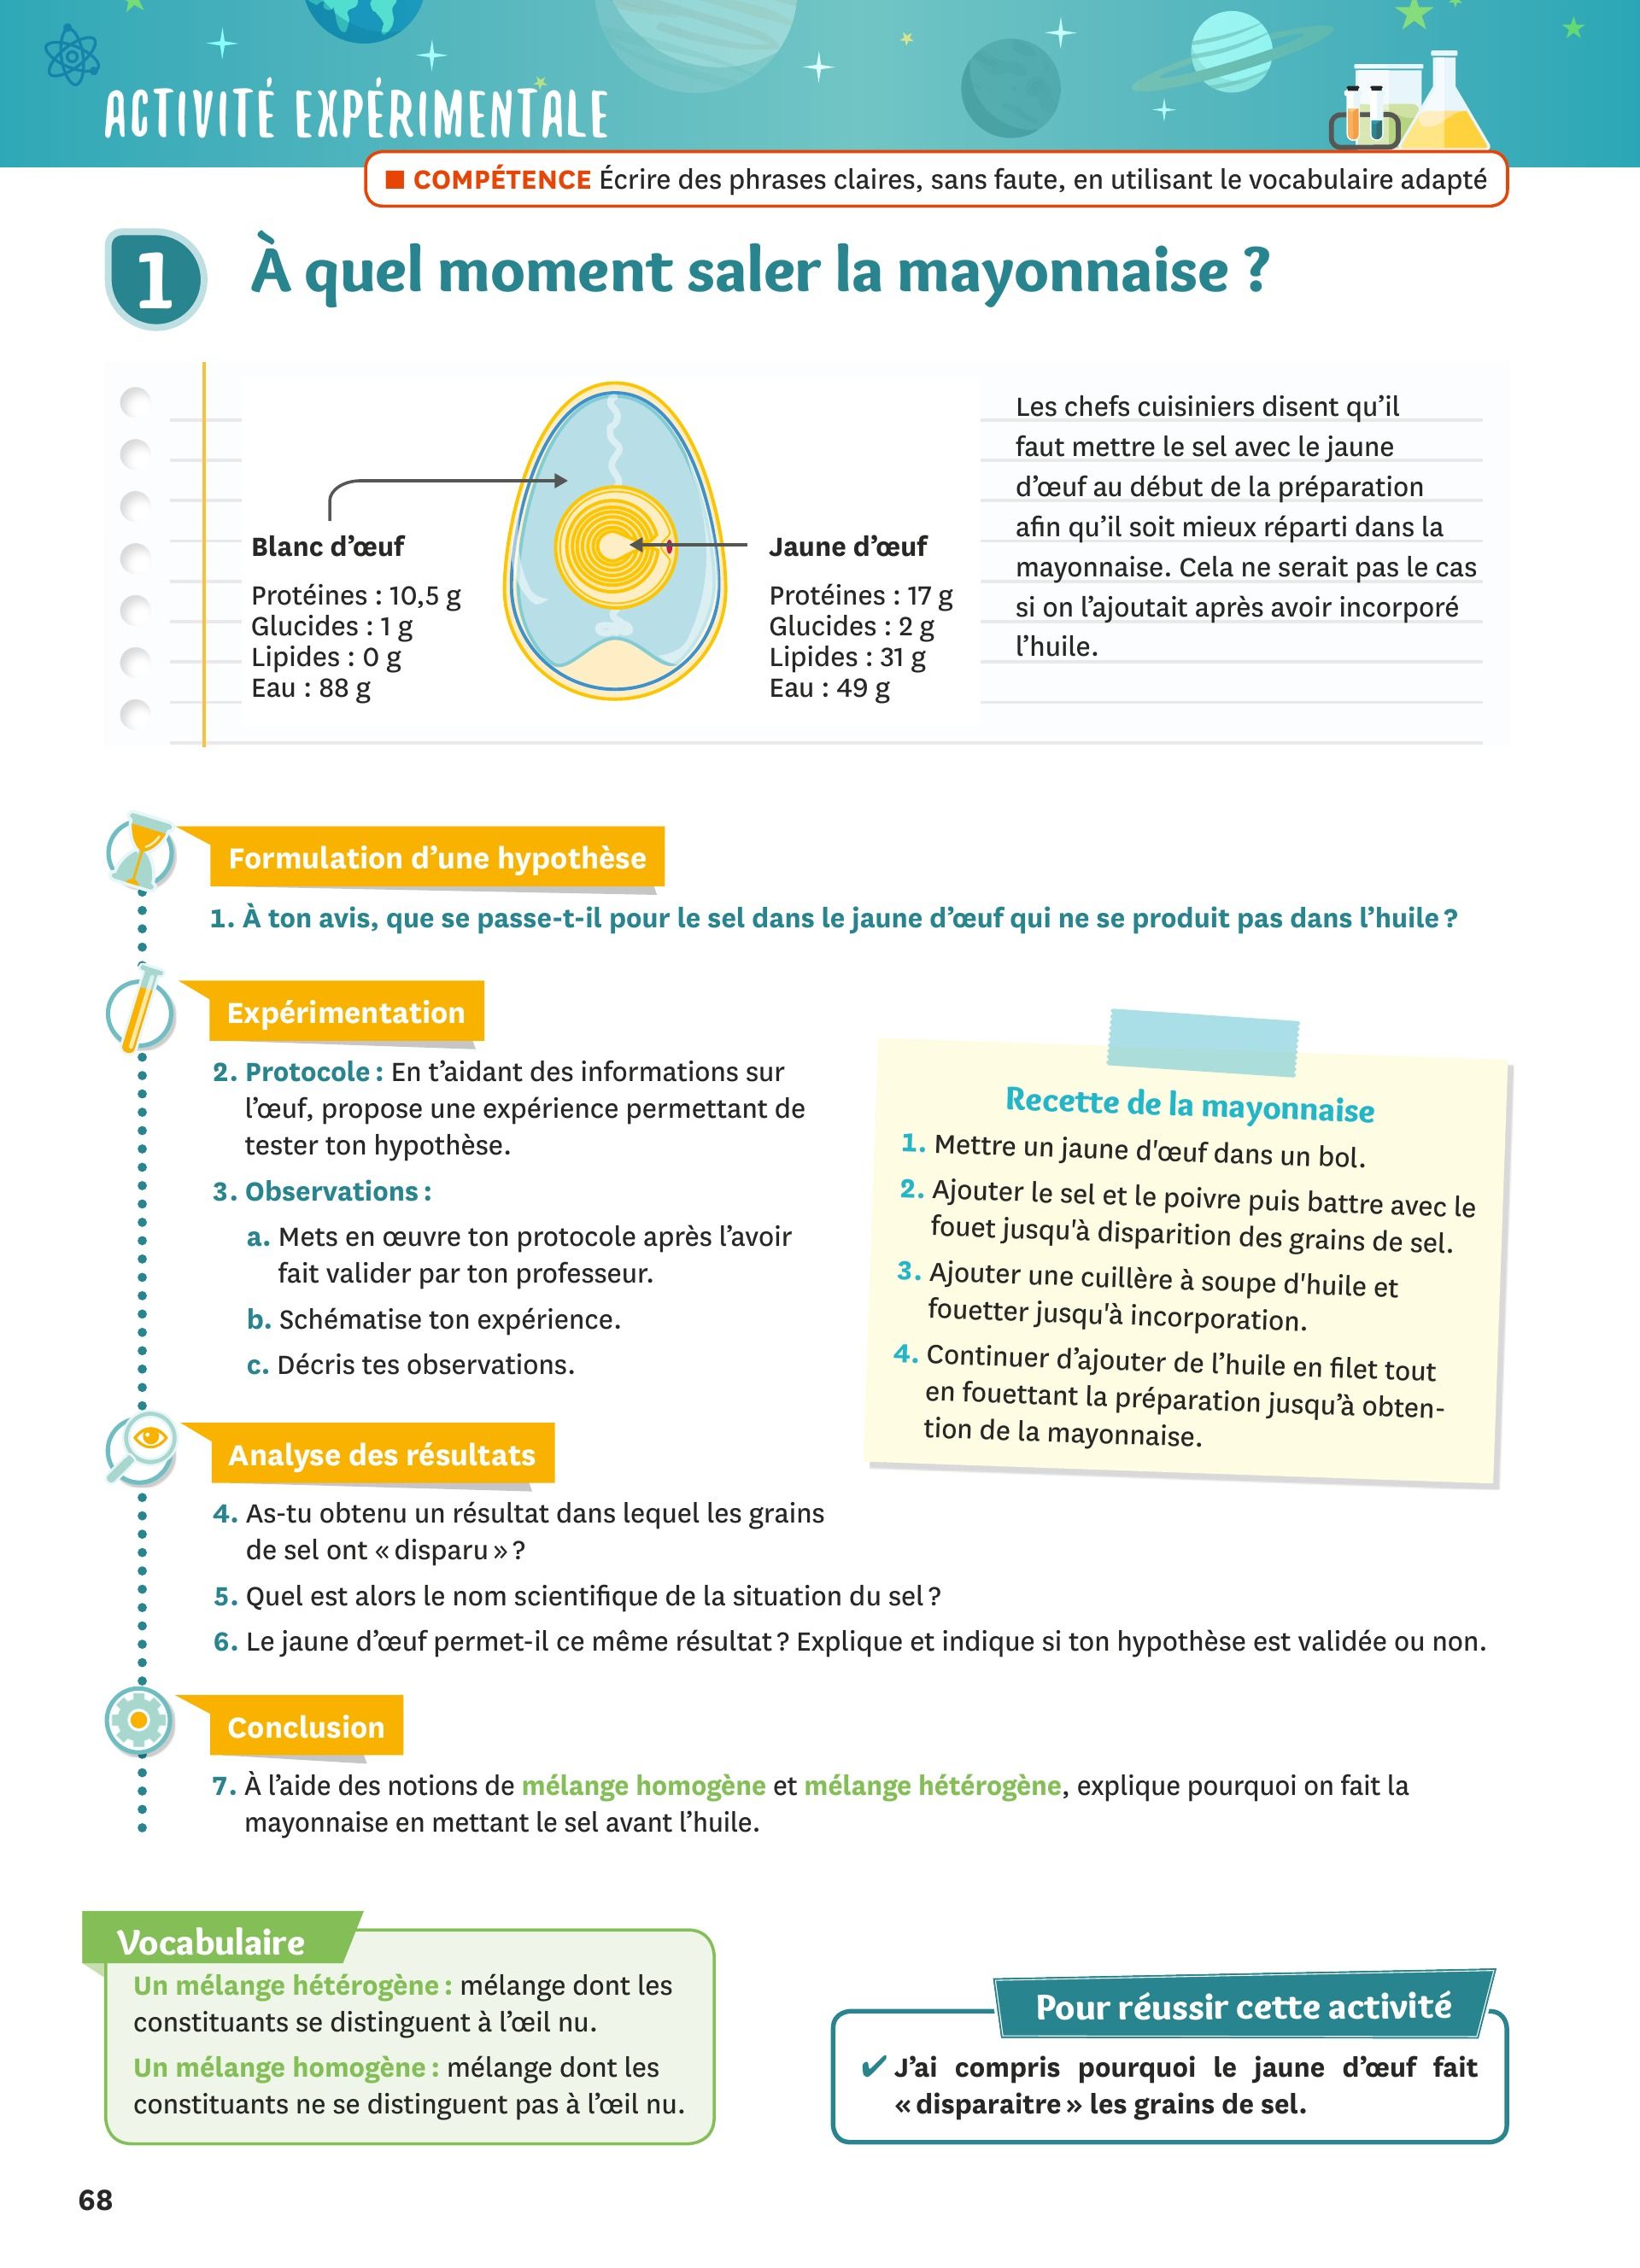 ACTIVITÉ EXPÉRIMENTALE
COMPÉTENCE Écrire des phrases claires, sans faute, en utilisant le vocabulaire adapté
1 À quel moment saler la mayonnaise ?
Blanc d’œuf
Protéines : 10,5 g
Glucides : 1 g
Lipides : 0 g
Eau : 88 g
Jaune d’œuf
Protéines : 17 g
Glucides : 2 g
Lipides : 31 g
Eau : 49 g
Les chefs cuisiniers disent qu’il
faut mettre le sel avec le jaune
d’œuf au début de la préparation
afin qu’il soit mieux réparti dans la
mayonnaise. Cela ne serait pas le cas
si on l’ajoutait après avoir incorporé
l’huile.
Formulation d’une hypothèse
1. À ton avis, que se passe-t-il pour le sel dans le jaune d’œuf qui ne se produit pas dans l’huile ?
Expérimentation
2. Protocole : En t’aidant des informations sur
l’œuf, propose une expérience permettant de
tester ton hypothèse.
3. Observations :
a. Mets en œuvre ton protocole après l’avoir
fait valider par ton professeur.
b. Schématise ton expérience.
c. Décris tes observations.
Recette de la mayonnaise
1. Mettre un jaune d'œuf dans un bol.
2. Ajouter le sel et le poivre puis battre avec le
fouet jusqu'à disparition des grains de sel.
3. Ajouter une cuillère à soupe d'huile et
fouetter jusqu'à incorporation.
4. Continuer d’ajouter de l’huile en filet tout
en fouettant la préparation jusqu’à obten-
tion de la mayonnaise.
Analyse des résultats
4. As-tu obtenu un résultat dans lequel les grains
de sel ont « disparu » ?
5. Quel est alors le nom scientifique de la situation du sel ?
6. Le jaune d’œuf permet-il ce même résultat ? Explique et indique si ton hypothèse est validée ou non.
Conclusion
7. À l’aide des notions de mélange homogène et mélange hétérogène, explique pourquoi on fait la
mayonnaise en mettant le sel avant l’huile.
Vocabulaire
Un mélange hétérogène : mélange dont les
constituants se distinguent à l’œil nu.
Un mélange homogène : mélange dont les
constituants ne se distinguent pas à l’œil nu.
Pour réussir cette activité
✔ J’ai compris pourquoi le jaune d’œuf fait
« disparaitre » les grains de sel.
68